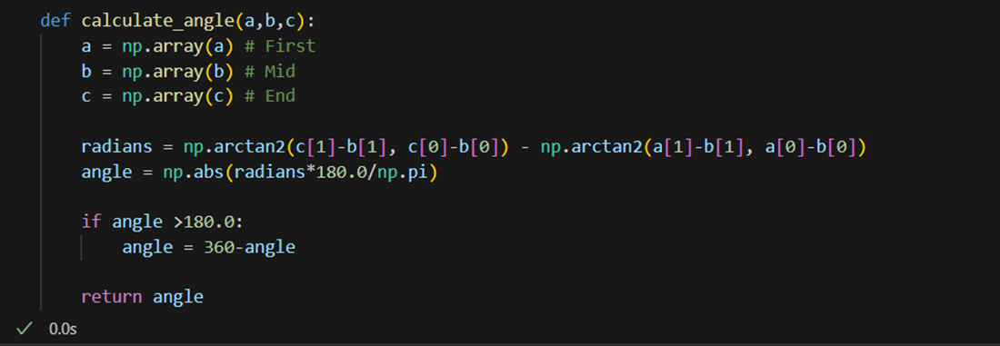 def calculate_angle(a,b,c):
    a = np.array(a) # First
    b = np.array(b) # Mid
    c = np.array(c) # End

    radians = np.arctan2(c[1]-b[1], c[0]-b[0]) - np.arctan2(a[1]-b[1], a[0]-b[0])
    angle = np.abs(radians*180.0/np.pi)

    if angle >180.0:
        angle = 360-angle

    return angle
✓ 0.0s